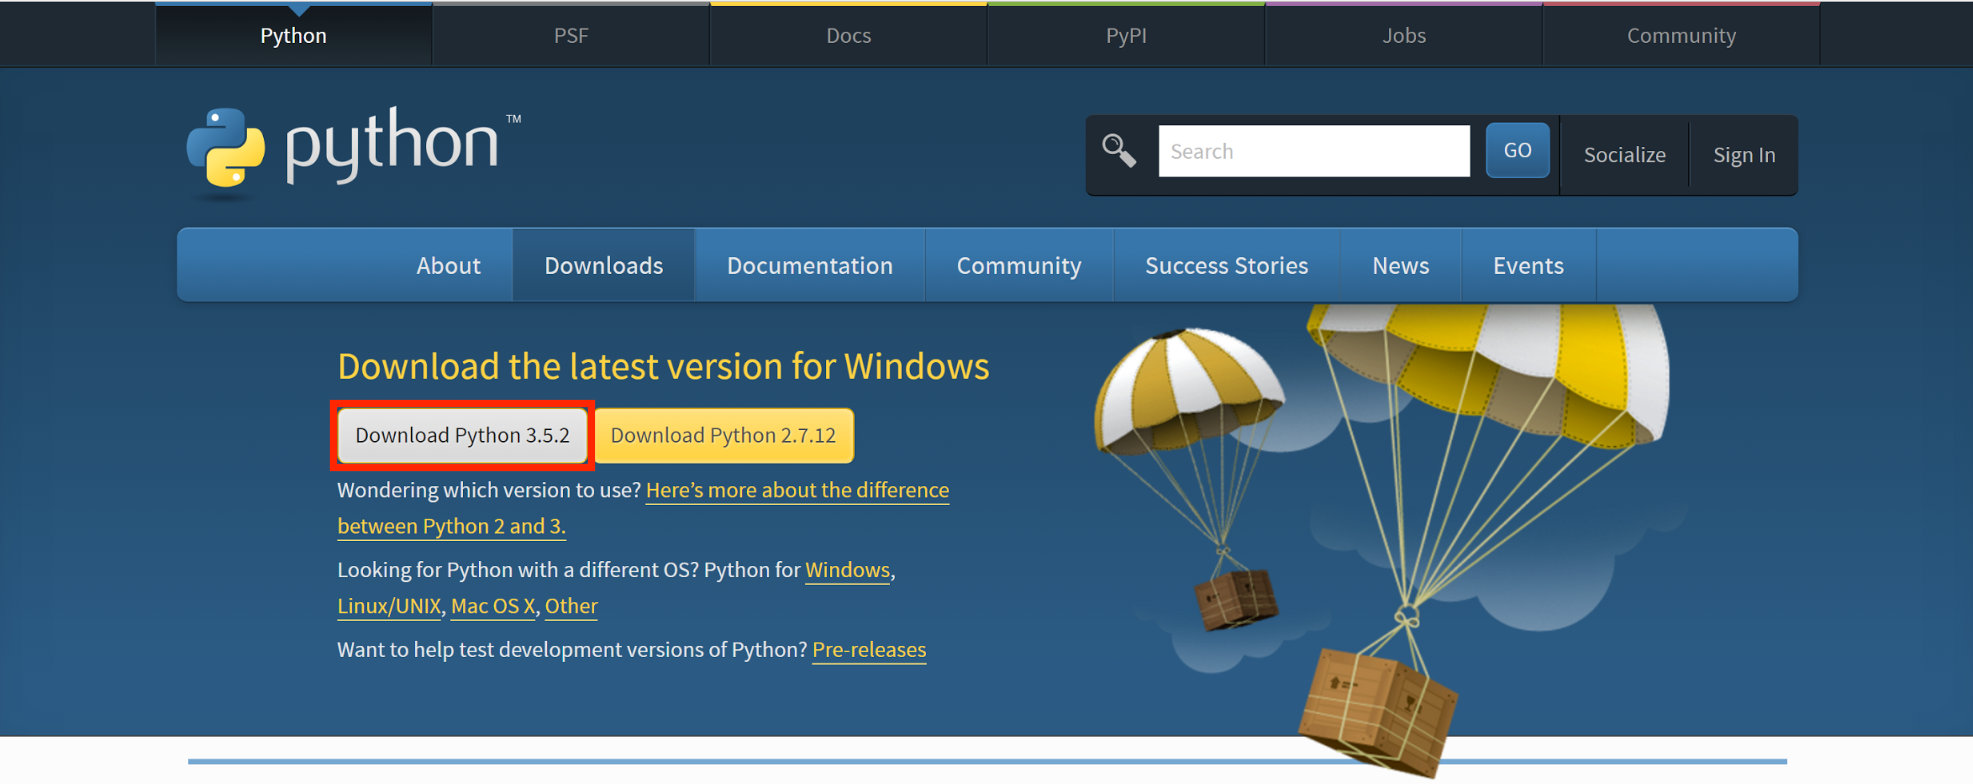 Python
PSF
Docs
PyPI
Jobs
Community
python™
Search
GO
Socialize
Sign In
About
Downloads
Documentation
Community
Success Stories
News
Events
Download the latest version for Windows
Download Python 3.5.2
Download Python 2.7.12
Wondering which version to use? Here’s more about the difference
between Python 2 and 3.
Looking for Python with a different OS? Python for Windows,
Linux/UNIX, Mac OS X, Other
Want to help test development versions of Python? Pre-releases